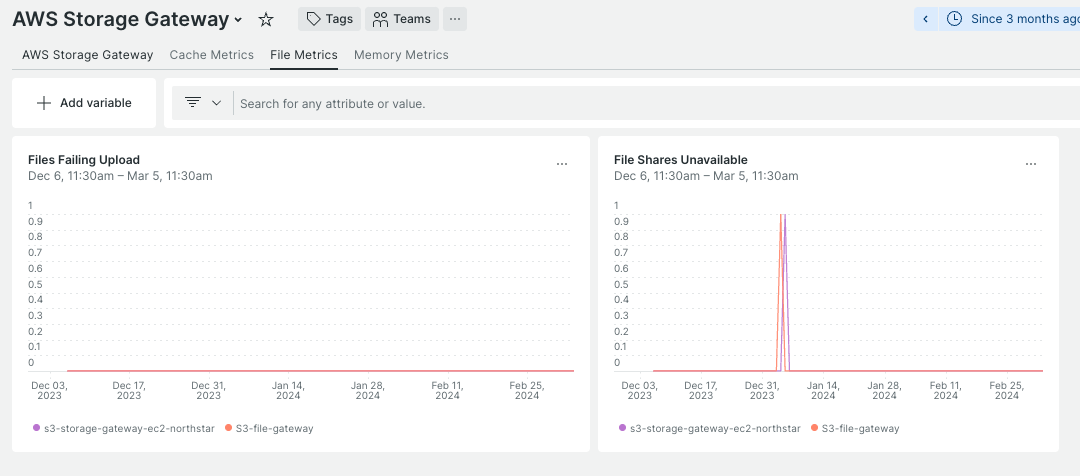 AWS Storage Gateway
Tags
Teams
...
Since 3 months ago
AWS Storage Gateway Cache Metrics File Metrics Memory Metrics
Add variable
Search for any attribute or value.
Files Failing Upload
Dec 6, 11:30am – Mar 5, 11:30am
...
1
0.9
0.8
0.7
0.6
0.5
0.4
0.3
0.2
0.1
0
Dec 03, Dec 17, Dec 31, Jan 14, Jan 28, Feb 11, Feb 25,
2023 2023 2023 2024 2024 2024 2024
s3-storage-gateway-ec2-northstar S3-file-gateway
File Shares Unavailable
Dec 6, 11:30am – Mar 5, 11:30am
...
1
0.9
0.8
0.7
0.6
0.5
0.4
0.3
0.2
0.1
0
Dec 03, Dec 17, Dec 31, Jan 14, Jan 28, Feb 11, Feb 25,
2023 2023 2023 2024 2024 2024 2024
s3-storage-gateway-ec2-northstar S3-file-gateway